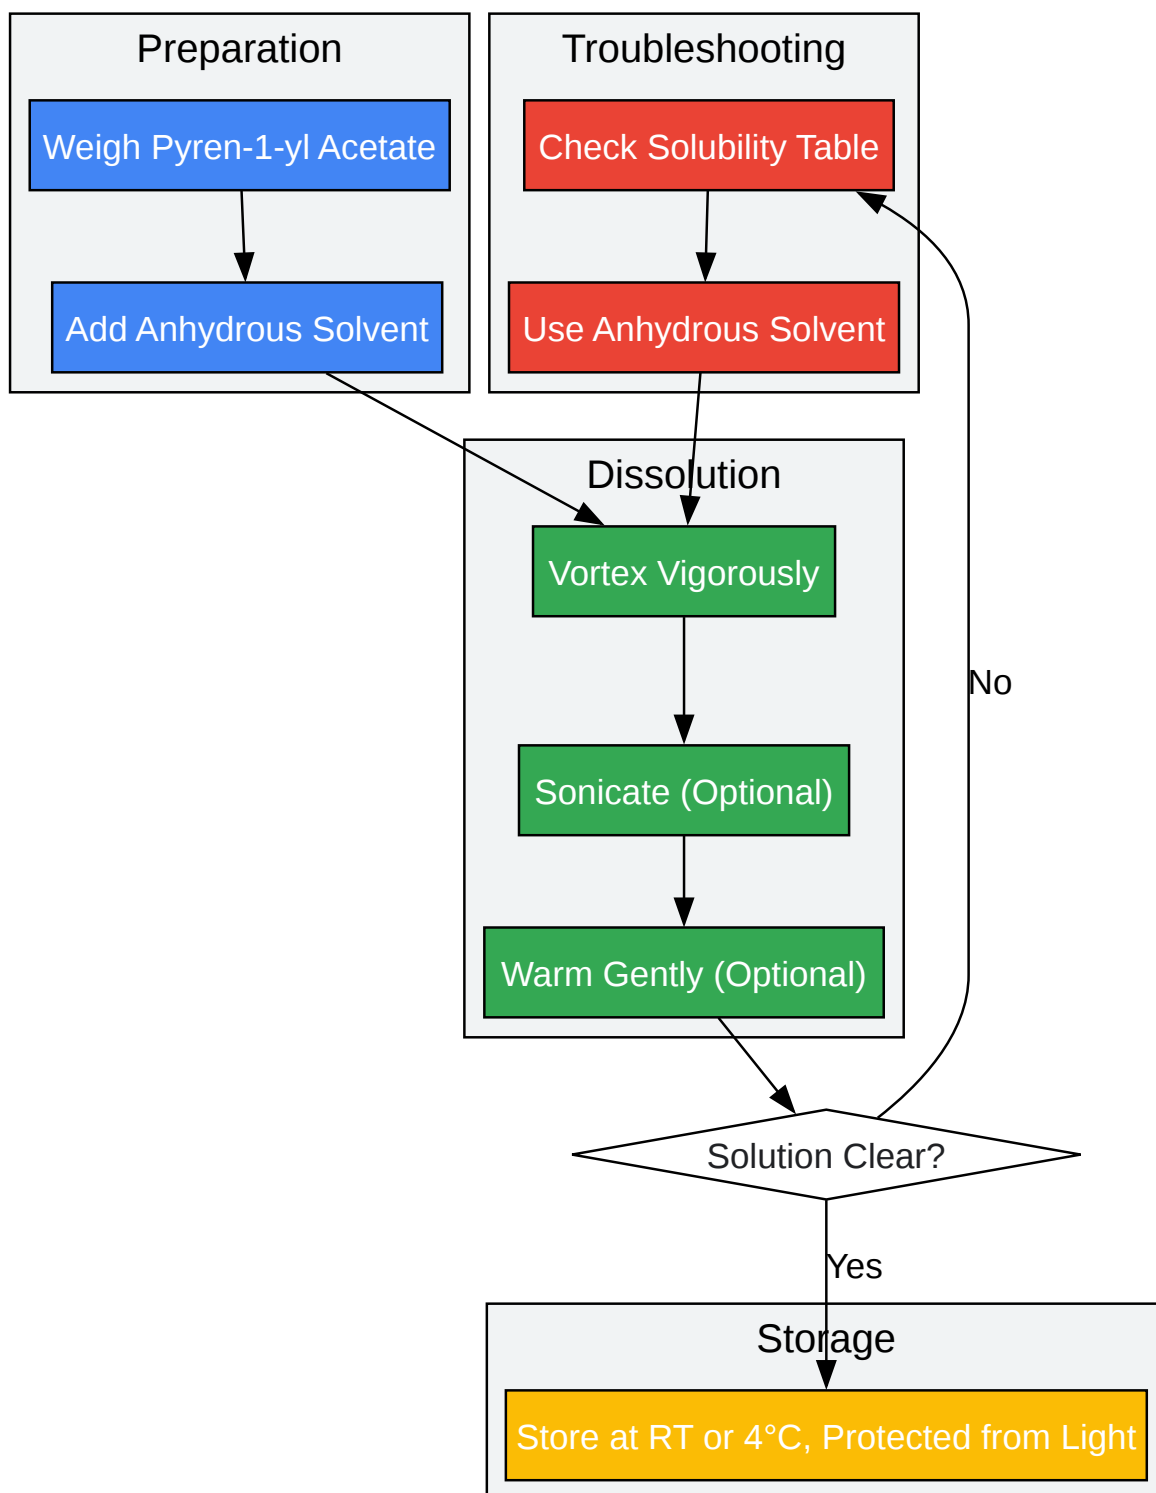 Preparation
Weigh Pyren-1-yl Acetate
Add Anhydrous Solvent
Troubleshooting
Check Solubility Table
Use Anhydrous Solvent
Dissolution
Vortex Vigorously
Sonicate (Optional)
Warm Gently (Optional)
No
Solution Clear?
Yes
Storage
Store at RT or 4°C, Protected from Light